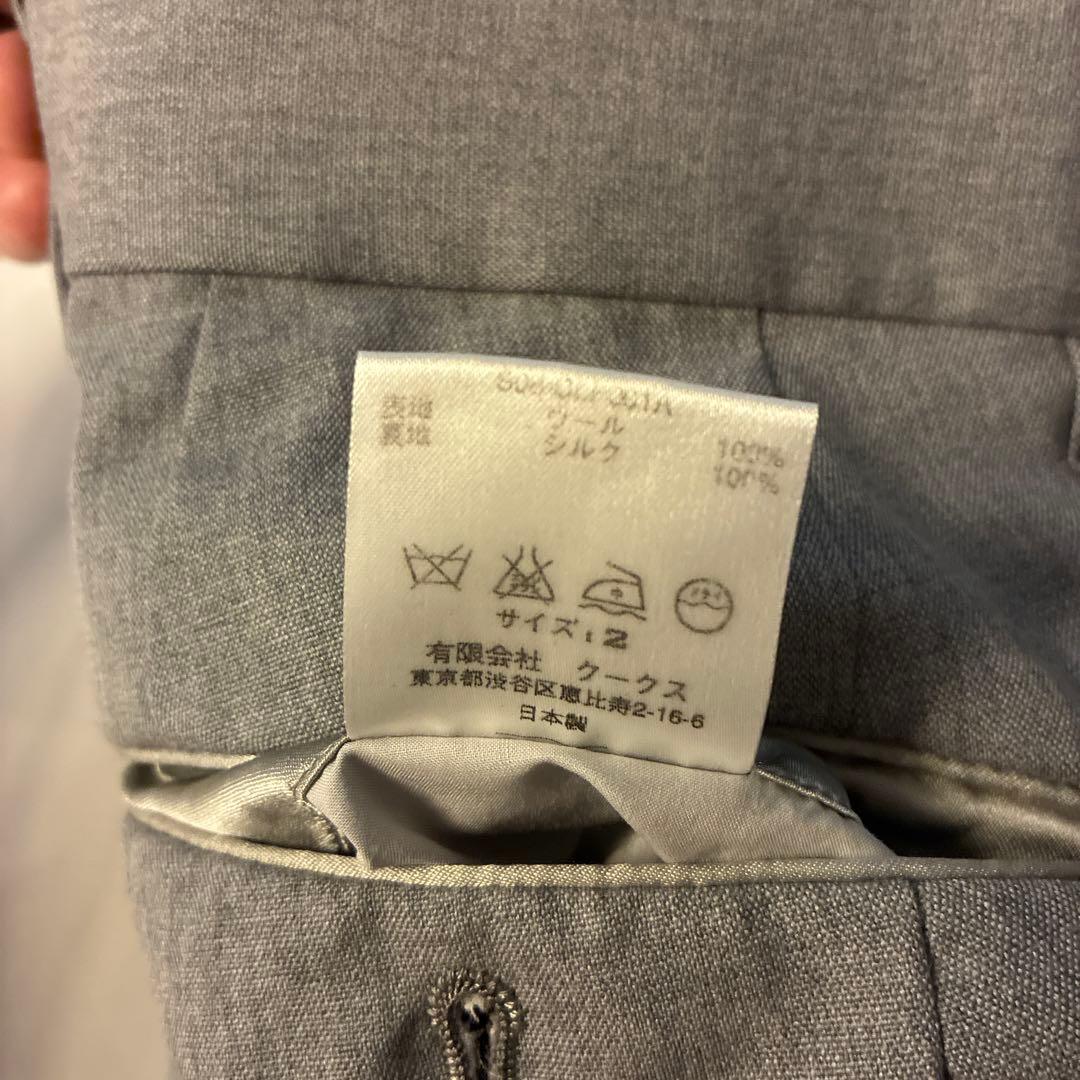 表地 ウール 100%
裏地 シルク 100%
サイズ:2
有限会社 クークス
東京都渋谷区恵比寿2-16-6
日本製